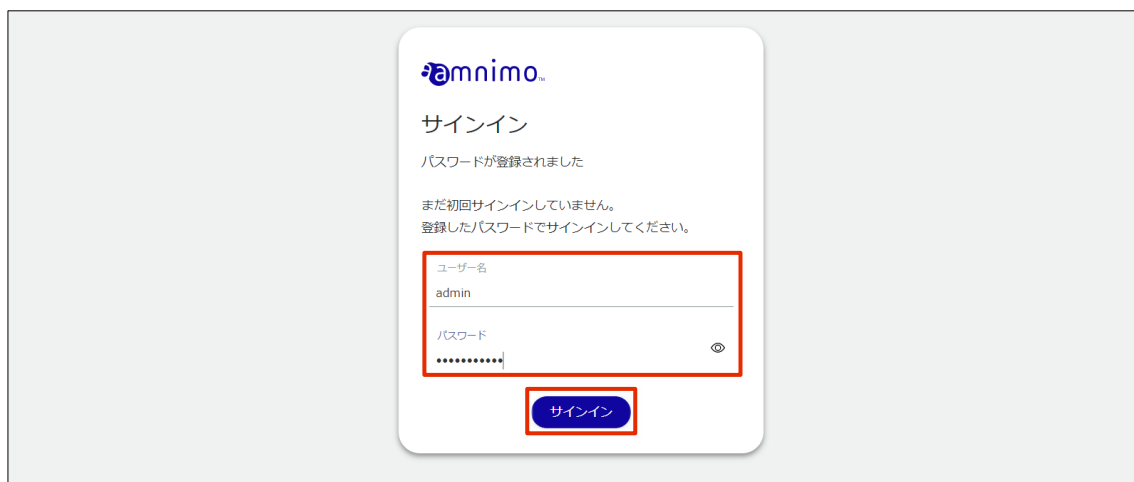 amnimo™
サインイン
パスワードが登録されました
まだ初回サインインしていません。
登録したパスワードでサインインしてください。
ユーザー名
admin
パスワード
•••••••••••
サインイン